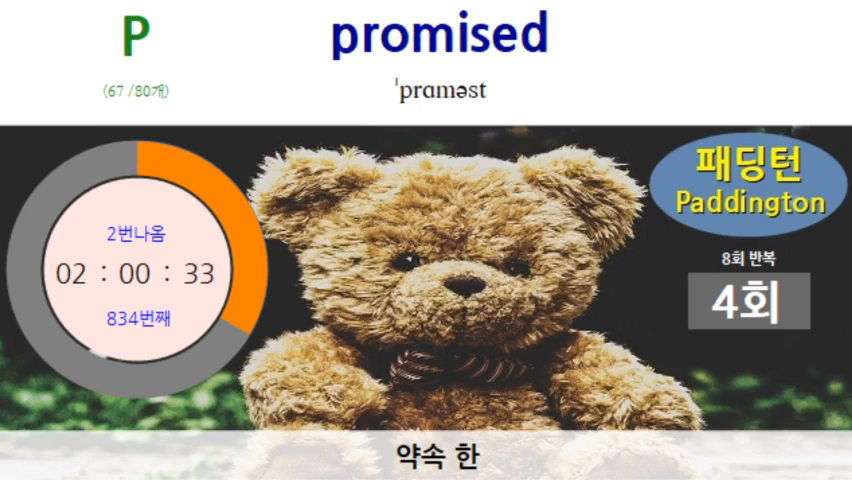 P
promised
(67 /80개)
ˈprɑməst
패딩턴
Paddington
2번나옴
02 : 00 : 33
834번째
8회 반복
4회
약속 한